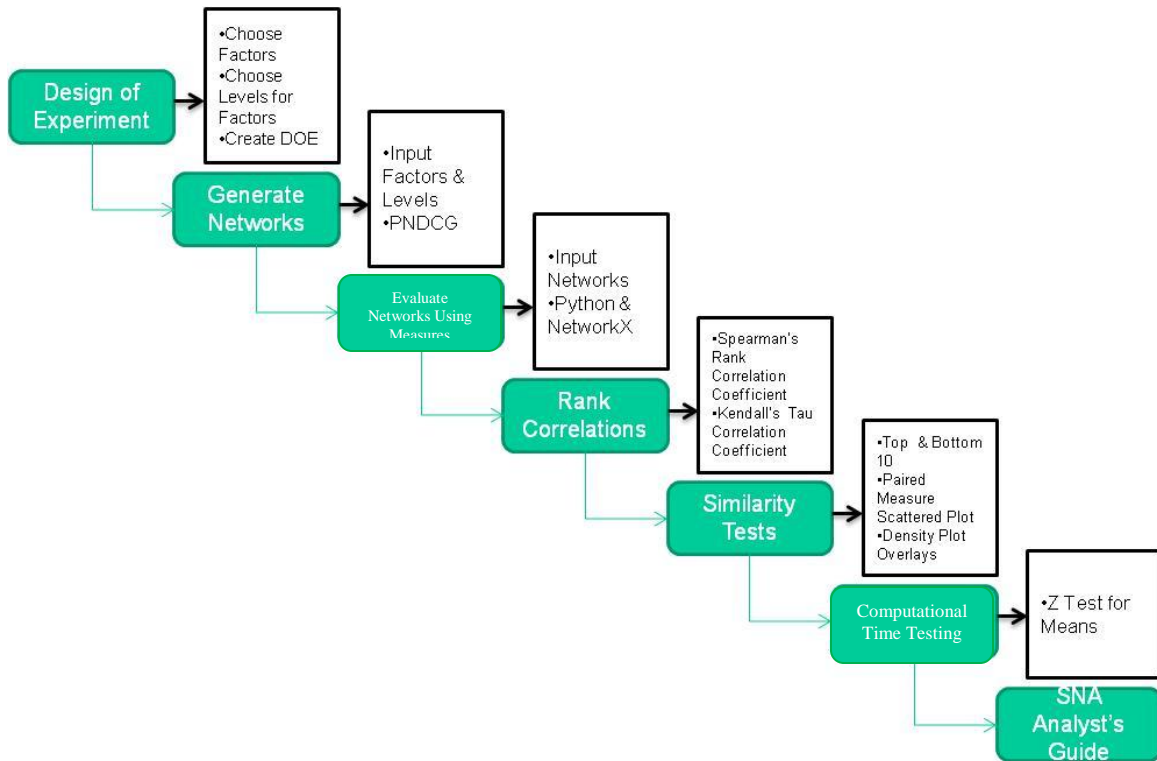 Design of
Experiment
•Choose
Factors
•Choose
Levels for
Factors
•Create DOE
Generate
Networks
•Input
Factors &
Levels
•PNDCG
Evaluate
Networks Using
Measures
•Input
Networks
•Python &
NetworkX
Rank
Correlations
•Spearman's
Rank
Correlation
Coefficient
•Kendall's Tau
Correlation
Coefficient
Similarity
Tests
•Top & Bottom
10
•Paired
Measure
Scattered Plot
•Density Plot
Overlays
Computational
Time Testing
•Z Test for
Means
SNA
Analyst's
Guide